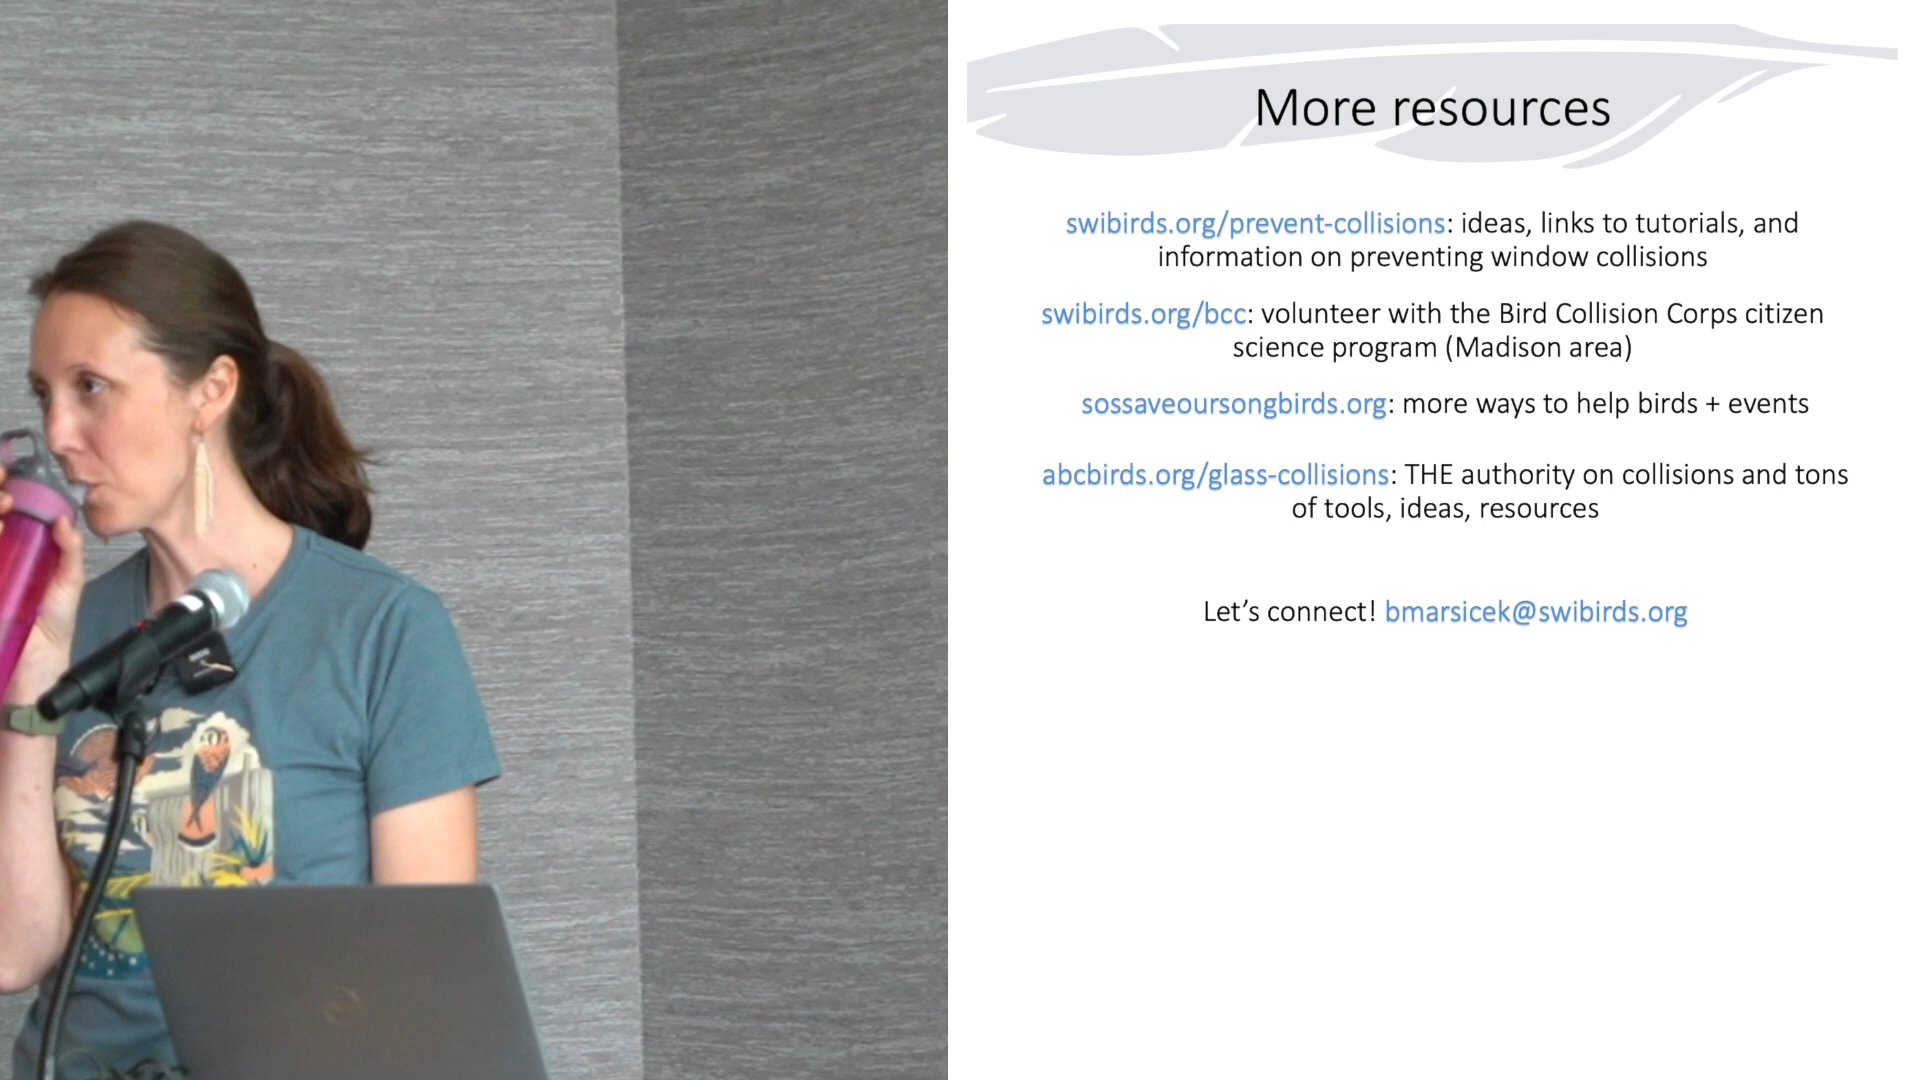 More resources
swibirds.org/prevent-collisions: ideas, links to tutorials, and
information on preventing window collisions
swibirds.org/bcc: volunteer with the Bird Collision Corps citizen
science program (Madison area)
sossaveoursongbirds.org: more ways to help birds + events
abcbirds.org/glass-collisions: THE authority on collisions and tons
of tools, ideas, resources
Let’s connect! bmarsicek@swibirds.org